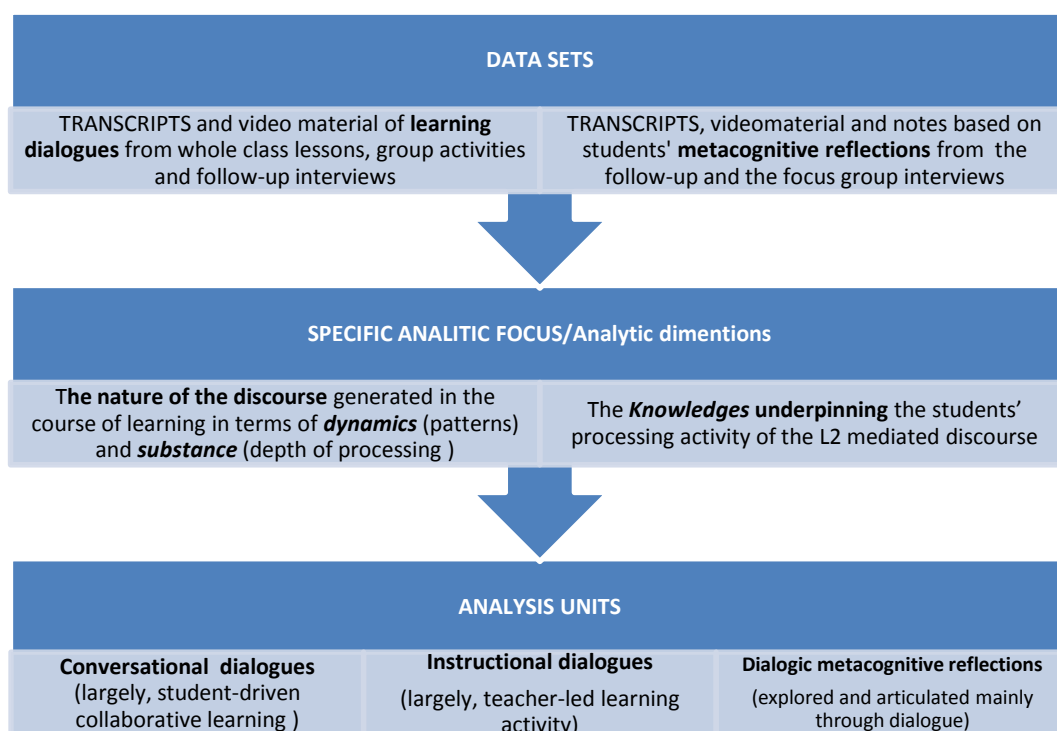 DATA SETS
TRANSCRIPTS and video material of learning
dialogues from whole class lessons, group activities
and follow-up interviews
TRANSCRIPTS, videomaterial and notes based on
students' metacognitive reflections from the
follow-up and the focus group interviews
SPECIFIC ANALITIC FOCUS/Analytic dimentions
The nature of the discourse generated in the
course of learning in terms of dynamics (patterns)
and substance (depth of processing )
The Knowledges underpinning the students’
processing activity of the L2 mediated discourse
ANALYSIS UNITS
Conversational dialogues
(largely, student-driven
collaborative learning )
Instructional dialogues
(largely, teacher-led learning
activity)
Dialogic metacognitive reflections
(explored and articulated mainly
through dialogue)